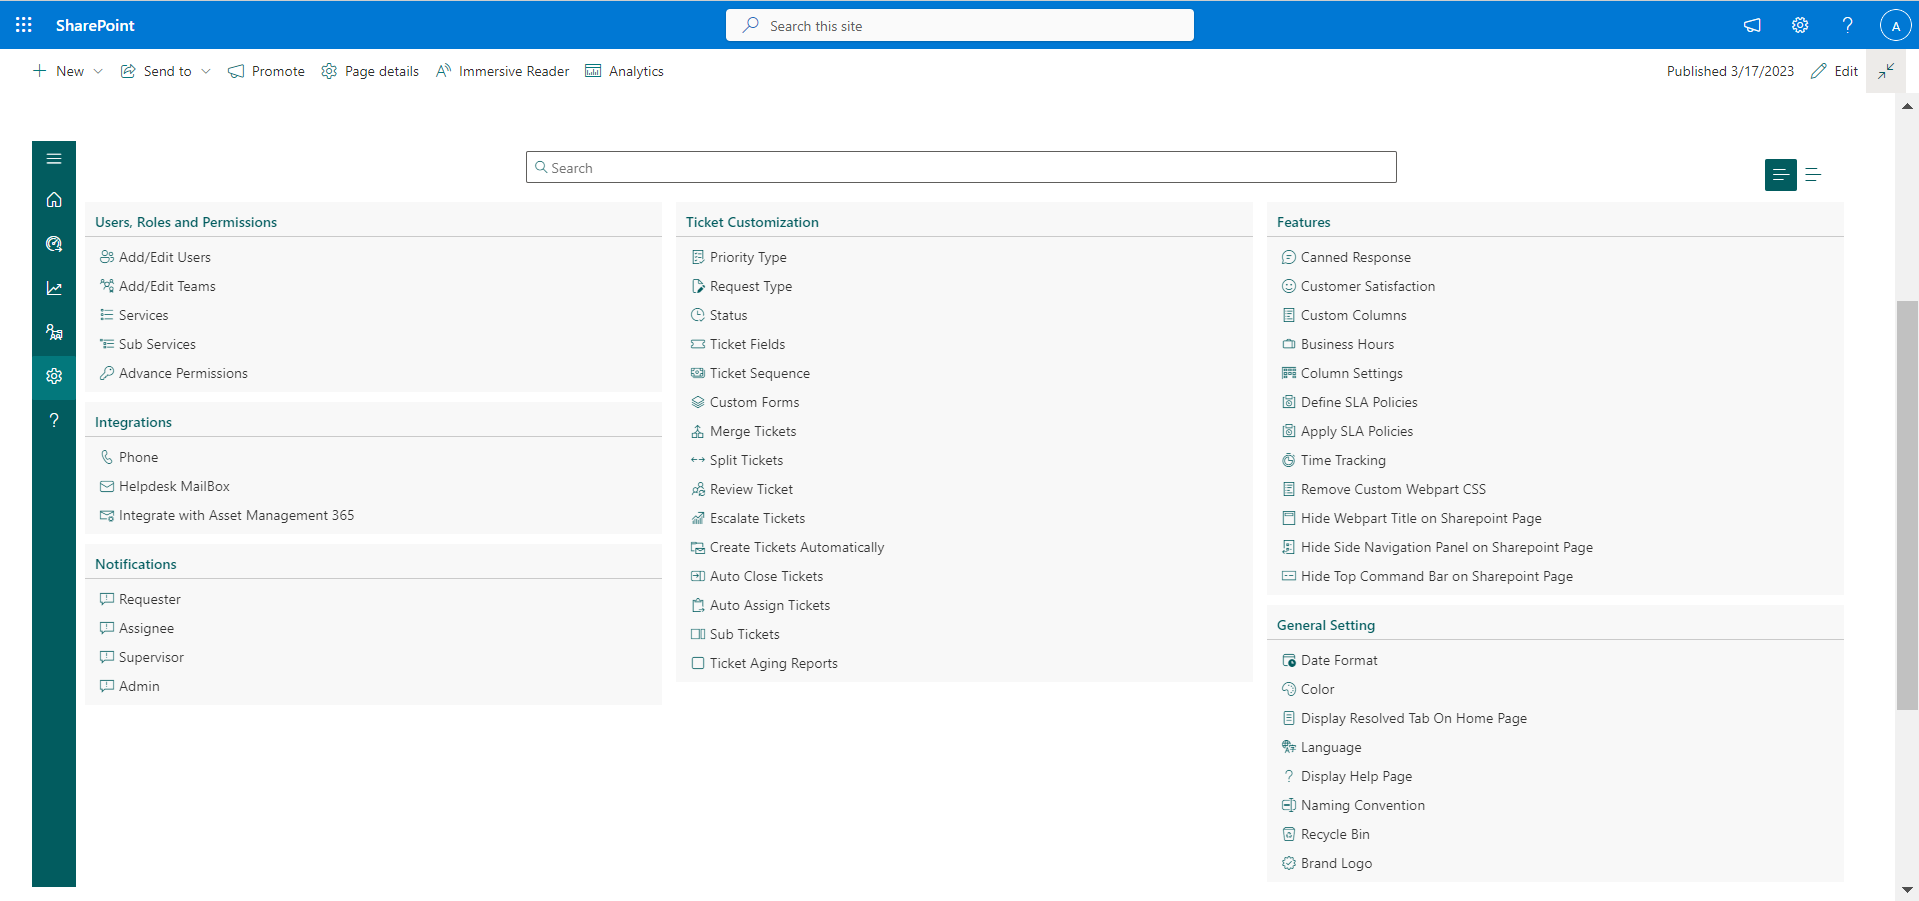 SharePoint
Search this site
A
New
Send to
Promote
Page details
Immersive Reader
Analytics
Published 3/17/2023
Edit
Search
Users, Roles and Permissions
Add/Edit Users
Add/Edit Teams
Services
Sub Services
Advance Permissions
Integrations
Phone
Helpdesk MailBox
Integrate with Asset Management 365
Notifications
Requester
Assignee
Supervisor
Admin
Ticket Customization
Priority Type
Request Type
Status
Ticket Fields
Ticket Sequence
Custom Forms
Merge Tickets
Split Tickets
Review Ticket
Escalate Tickets
Create Tickets Automatically
Auto Close Tickets
Auto Assign Tickets
Sub Tickets
Ticket Aging Reports
Features
Canned Response
Customer Satisfaction
Custom Columns
Business Hours
Column Settings
Define SLA Policies
Apply SLA Policies
Time Tracking
Remove Custom Webpart CSS
Hide Webpart Title on Sharepoint Page
Hide Side Navigation Panel on Sharepoint Page
Hide Top Command Bar on Sharepoint Page
General Setting
Date Format
Color
Display Resolved Tab On Home Page
Language
Display Help Page
Naming Convention
Recycle Bin
Brand Logo